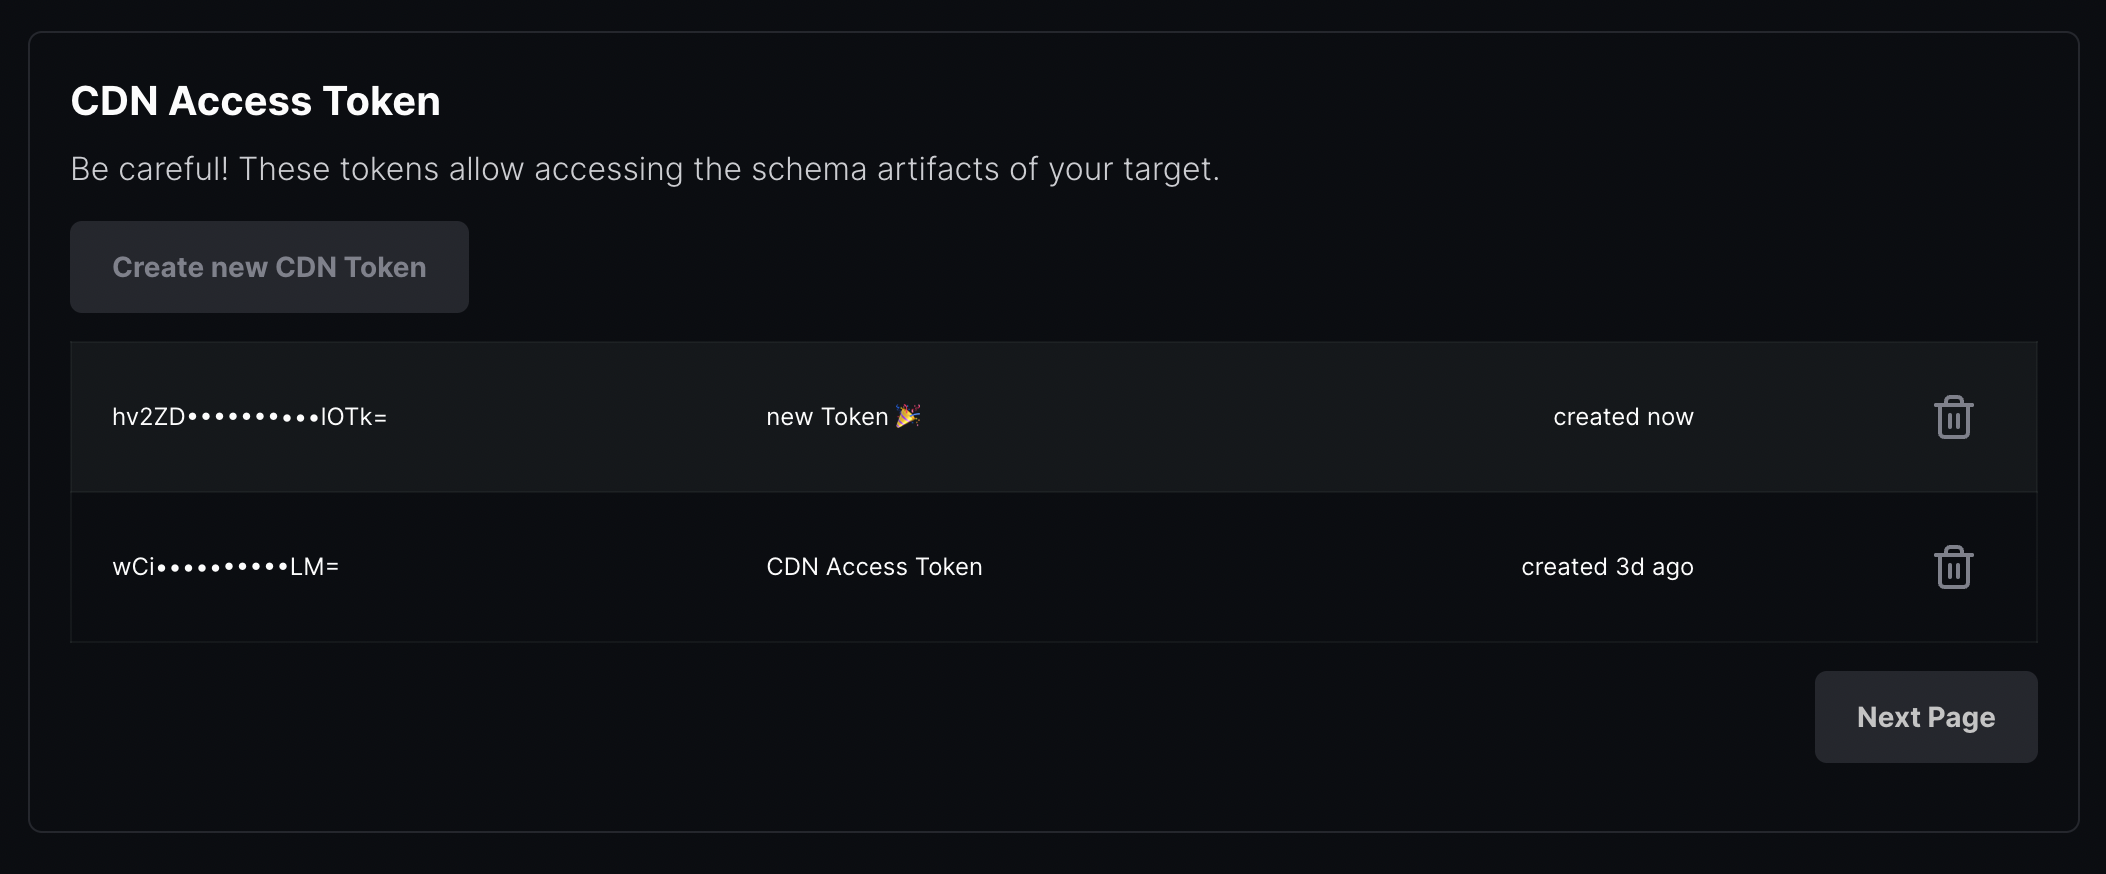 CDN Access Token
Be careful! These tokens allow accessing the schema artifacts of your target.
Create new CDN Token
hv2ZD••••••••••lOTk= new Token 🎉 created now
wCi••••••••••LM= CDN Access Token created 3d ago
Next Page